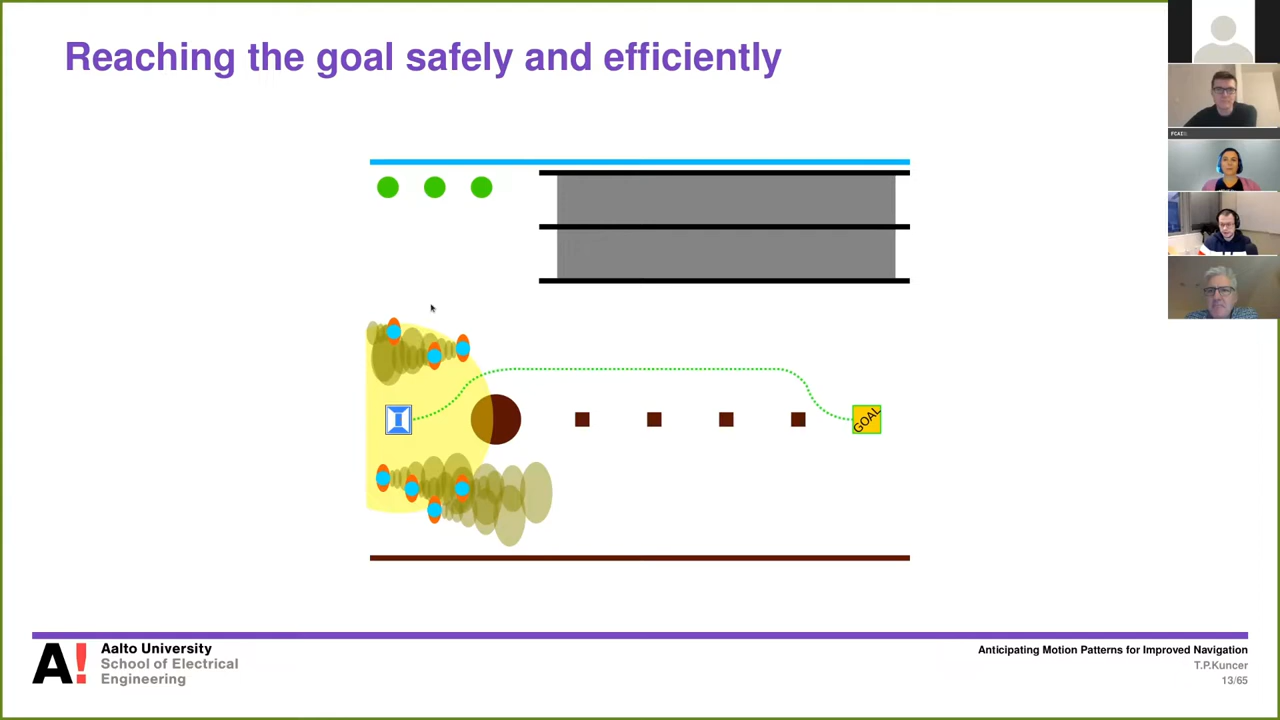 Reaching the goal safely and efficiently
FCAI
GOAL
A!
Aalto University
School of Electrical
Engineering
Anticipating Motion Patterns for Improved Navigation
T.P.Kuncer
13/65